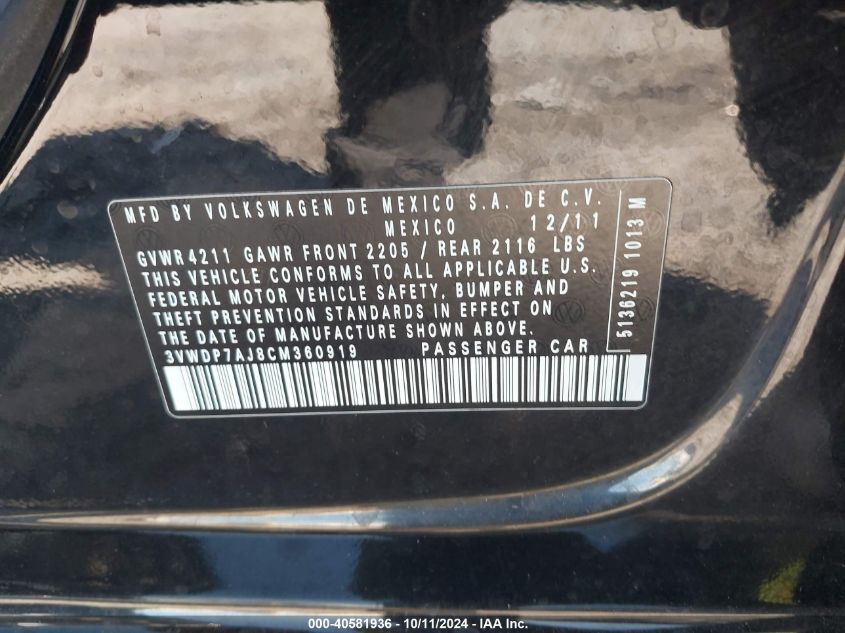 MFD BY VOLKSWAGEN DE MEXICO S.A. DE C.V.
MEXICO 12/11
GVWR4211 GAWR FRONT 2205 / REAR 2116 LBS
THIS VEHICLE CONFORMS TO ALL APPLICABLE U.S.
FEDERAL MOTOR VEHICLE SAFETY, BUMPER AND
THEFT PREVENTION STANDARDS IN EFFECT ON
THE DATE OF MANUFACTURE SHOWN ABOVE.
3VWDP7AJ8CM360919 PASSENGER CAR
5136219 1013 M
000-40581936 - 10/11/2024 - IAA Inc.